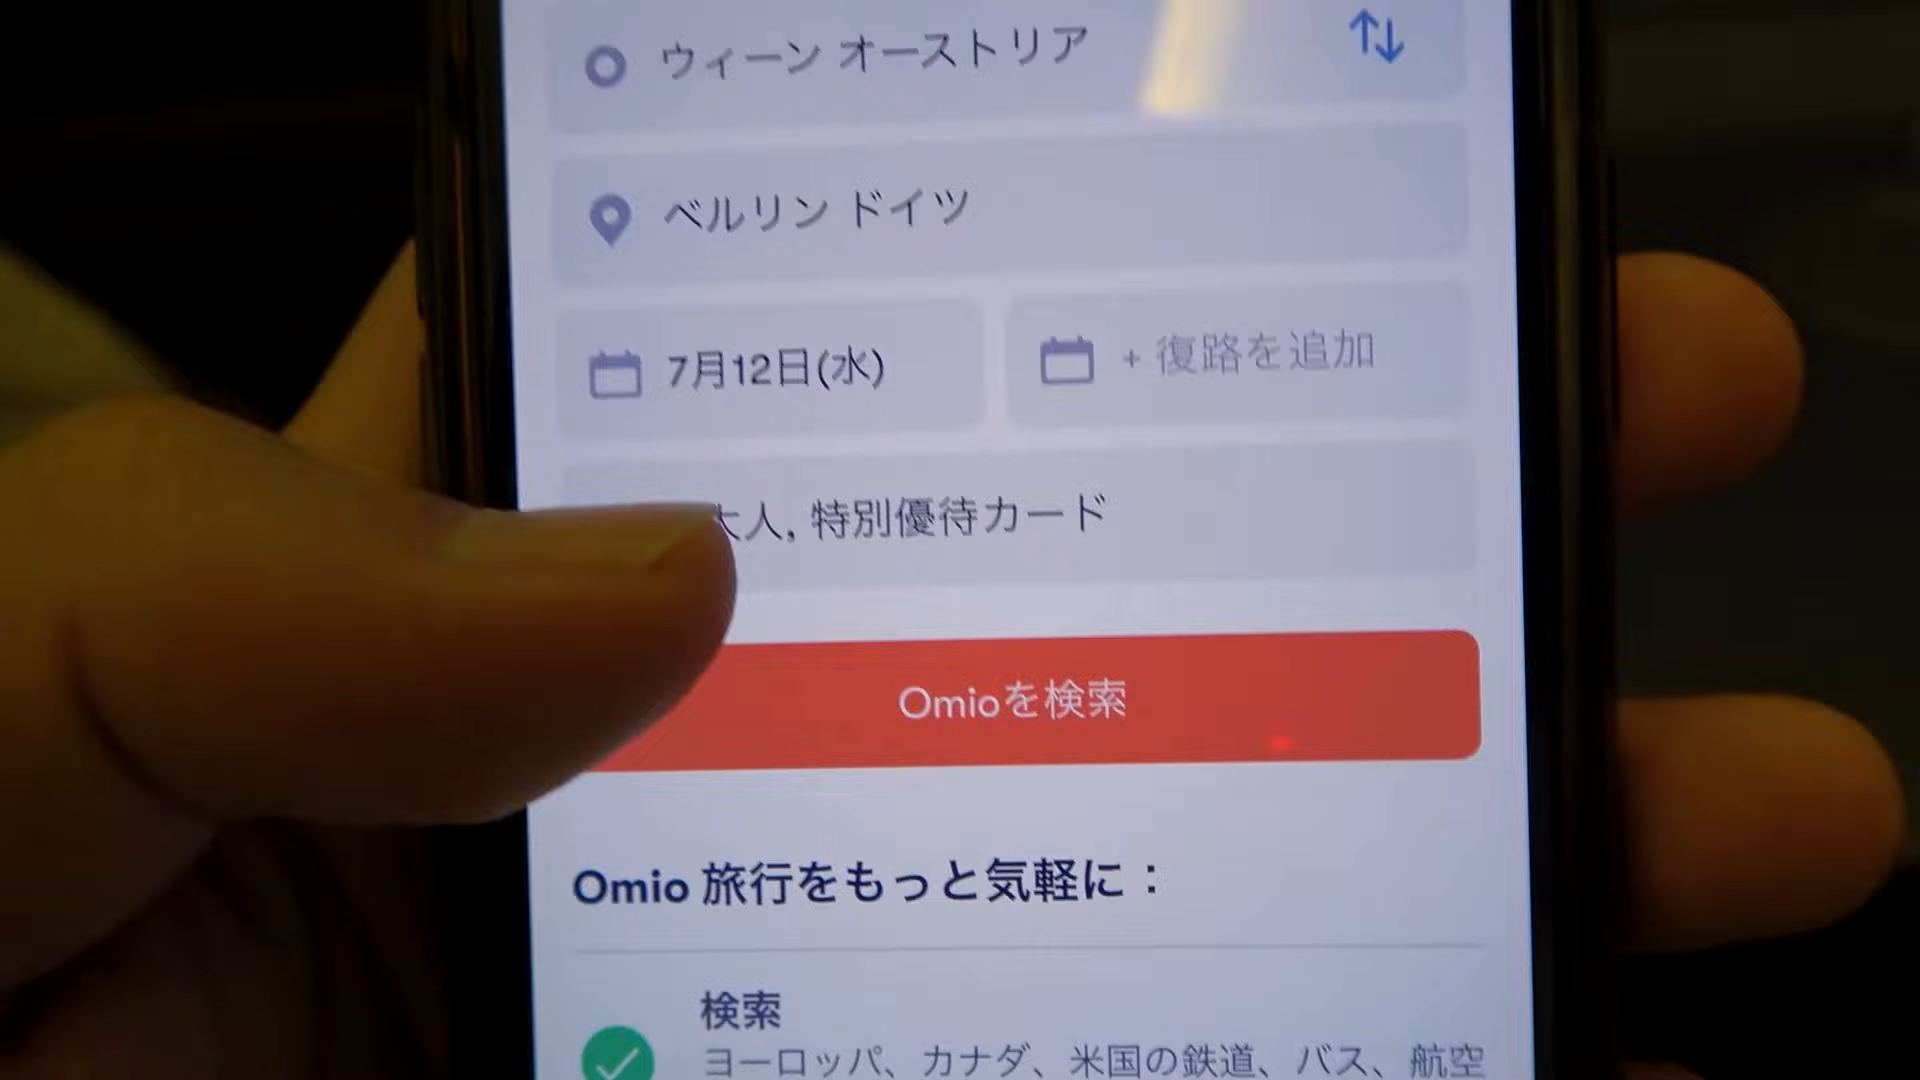 ウィーン オーストリア
ベルリン ドイツ
7月12日(水)
+ 復路を追加
大人, 特別優待カード
Omioを検索
Omio 旅行をもっと気軽に：
検索
ヨーロッパ、カナダ、米国の鉄道、バス、航空